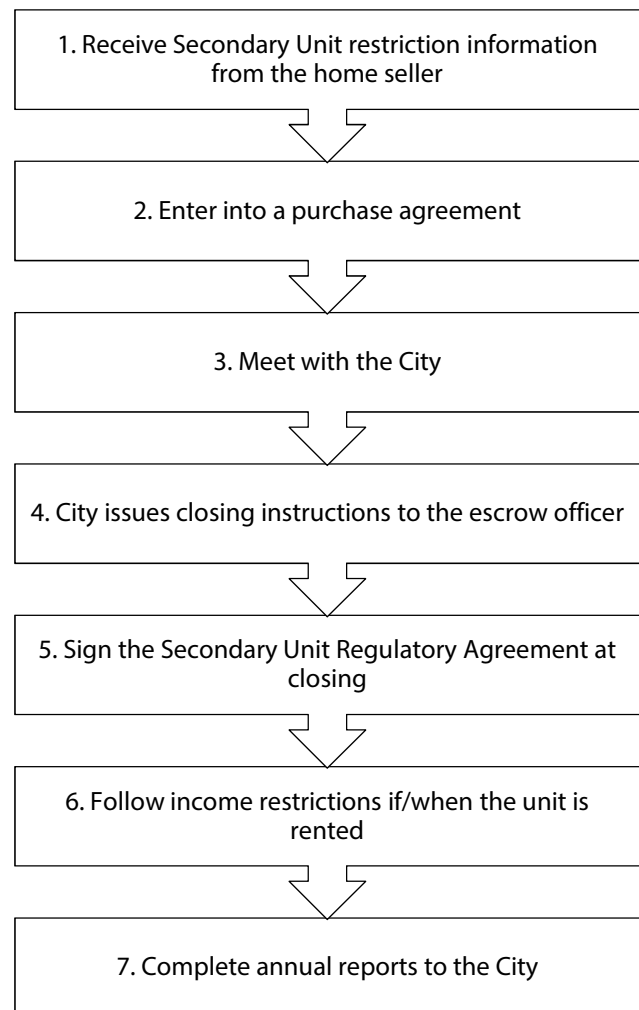 1. Receive Secondary Unit restriction information
from the home seller
2. Enter into a purchase agreement
3. Meet with the City
4. City issues closing instructions to the escrow officer
5. Sign the Secondary Unit Regulatory Agreement at
closing
6. Follow income restrictions if/when the unit is
rented
7. Complete annual reports to the City